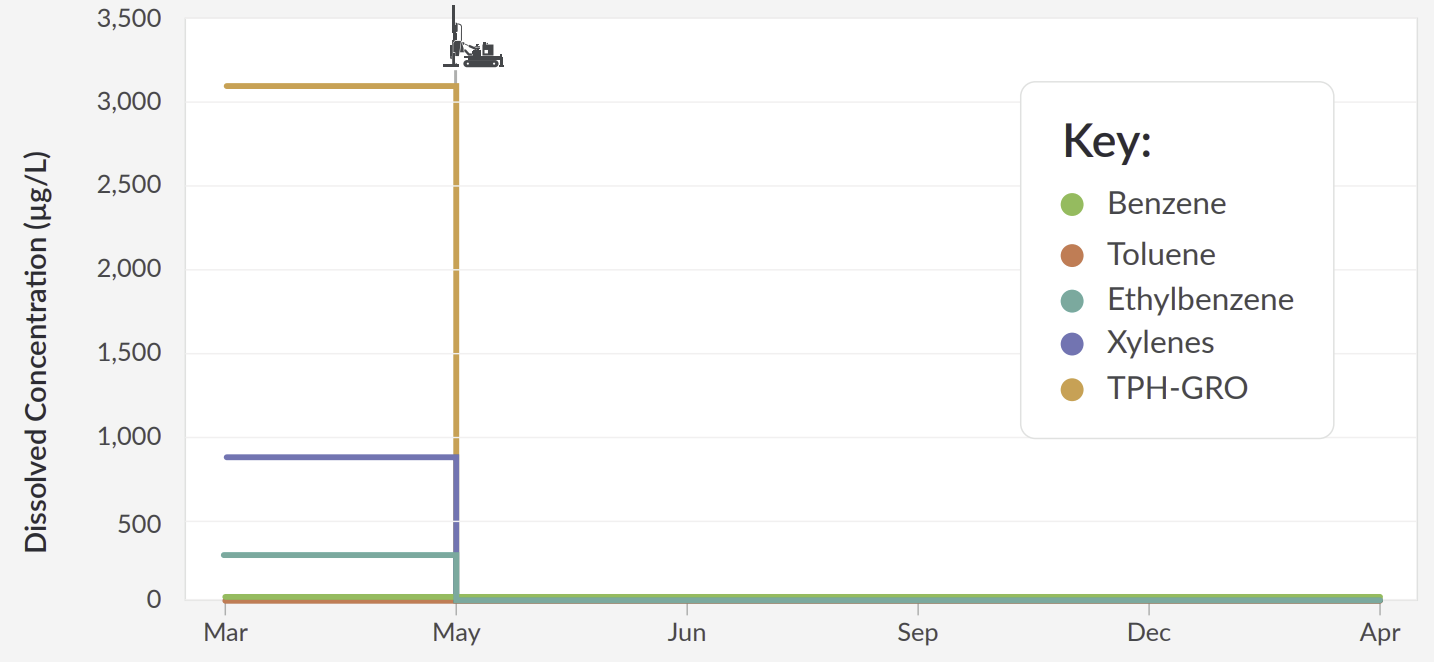 3,500
3,000
2,500
2,000
1,500
1,000
500
0
Dissolved Concentration (µg/L)
Mar May Jun Sep Dec Apr
Key:
Benzene
Toluene
Ethylbenzene
Xylenes
TPH-GRO